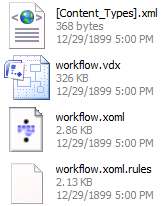 [Content_Types].xml
368 bytes
12/29/1899 5:00 PM
workflow.vdx
326 KB
12/29/1899 5:00 PM
workflow.xoml
2.86 KB
12/29/1899 5:00 PM
workflow.xoml.rules
2.13 KB
12/29/1899 5:00 PM